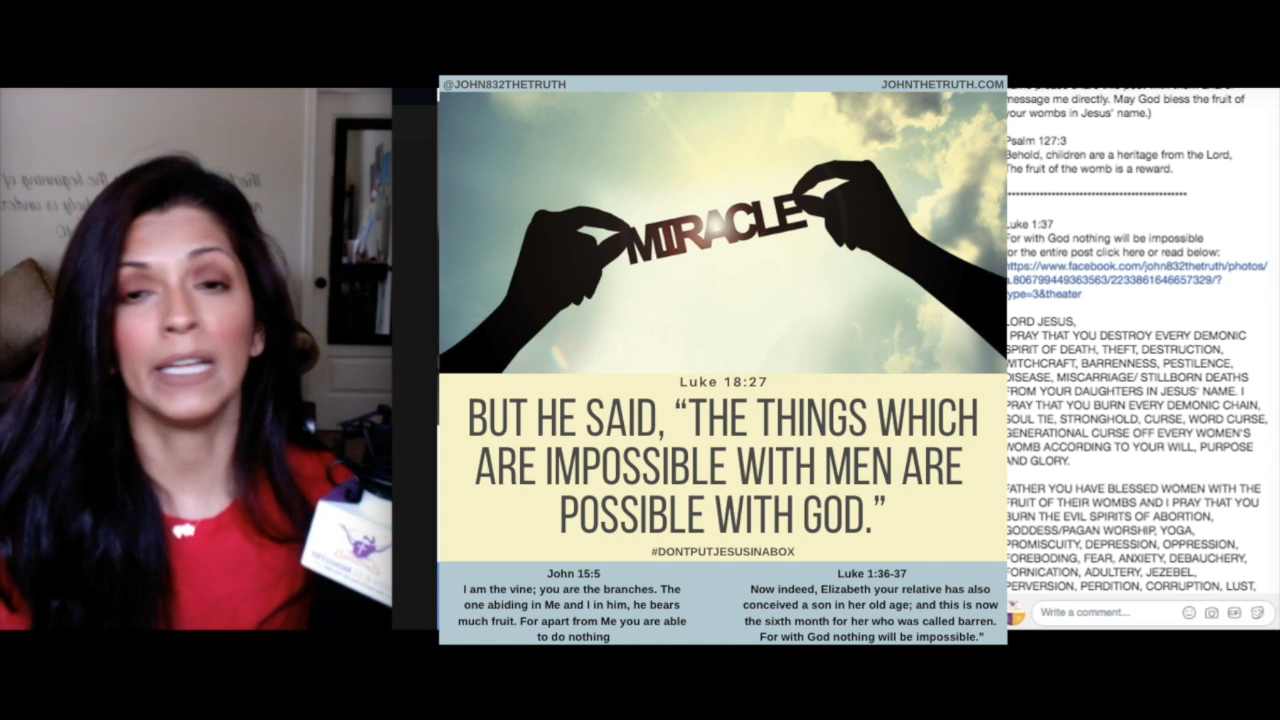 @JOHN832THETRUTH
JOHNTHETRUTH.COM
MIRACLE
Luke 18:27
BUT HE SAID, “THE THINGS WHICH
ARE IMPOSSIBLE WITH MEN ARE
POSSIBLE WITH GOD.”
#DONTPUTJESUSINABOX
John 15:5
I am the vine; you are the branches. The
one abiding in Me and I in him, he bears
much fruit. For apart from Me you are able
to do nothing
Luke 1:36-37
Now indeed, Elizabeth your relative has also
conceived a son in her old age; and this is now
the sixth month for her who was called barren.
For with God nothing will be impossible.”
message me directly. May God bless the fruit of
your wombs in Jesus' name.)
Psalm 127:3
Behold, children are a heritage from the Lord,
The fruit of the womb is a reward.
Luke 1:37
For with God nothing will be impossible
for the entire post click here or read below:
https://www.facebook.com/john832thetruth/photos/
a.806799449363563/2233861646657329/?
type=3&theater
LORD JESUS,
I PRAY THAT YOU DESTROY EVERY DEMONIC
SPIRIT OF DEATH, THEFT, DESTRUCTION,
WITCHCRAFT, BARRENNESS, PESTILENCE,
DISEASE, MISCARRIAGE/ STILLBORN DEATHS
FROM YOUR DAUGHTERS IN JESUS' NAME. I
PRAY THAT YOU BURN EVERY DEMONIC CHAIN,
SOUL TIE, STRONGHOLD, CURSE, WORD CURSE,
GENERATIONAL CURSE OFF EVERY WOMEN'S
WOMB ACCORDING TO YOUR WILL, PURPOSE
AND GLORY.
FATHER YOU HAVE BLESSED WOMEN WITH THE
FRUIT OF THEIR WOMBS AND I PRAY THAT YOU
BURN THE EVIL SPIRITS OF ABORTION,
GODDESS/PAGAN WORSHIP, YOGA,
PROMISCUITY, DEPRESSION, OPPRESSION,
FOREBODING, FEAR, ANXIETY, DEBAUCHERY,
FORNICATION, ADULTERY, JEZEBEL,
PERVERSION, PERDITION, CORRUPTION, LUST,
Write a comment...
GIF